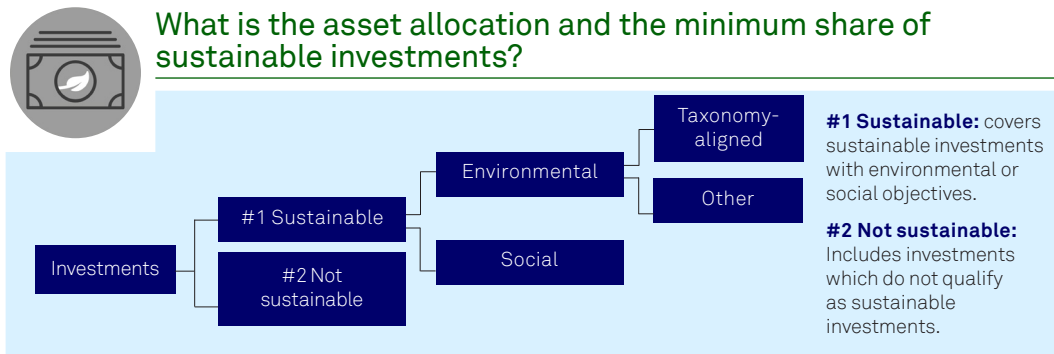 What is the asset allocation and the minimum share of
sustainable investments?
Investments
#1 Sustainable
#2 Not
sustainable
Environmental
Social
Taxonomy-
aligned
Other
#1 Sustainable: covers
sustainable investments
with environmental or
social objectives.
#2 Not sustainable:
Includes investments
which do not qualify
as sustainable
investments.